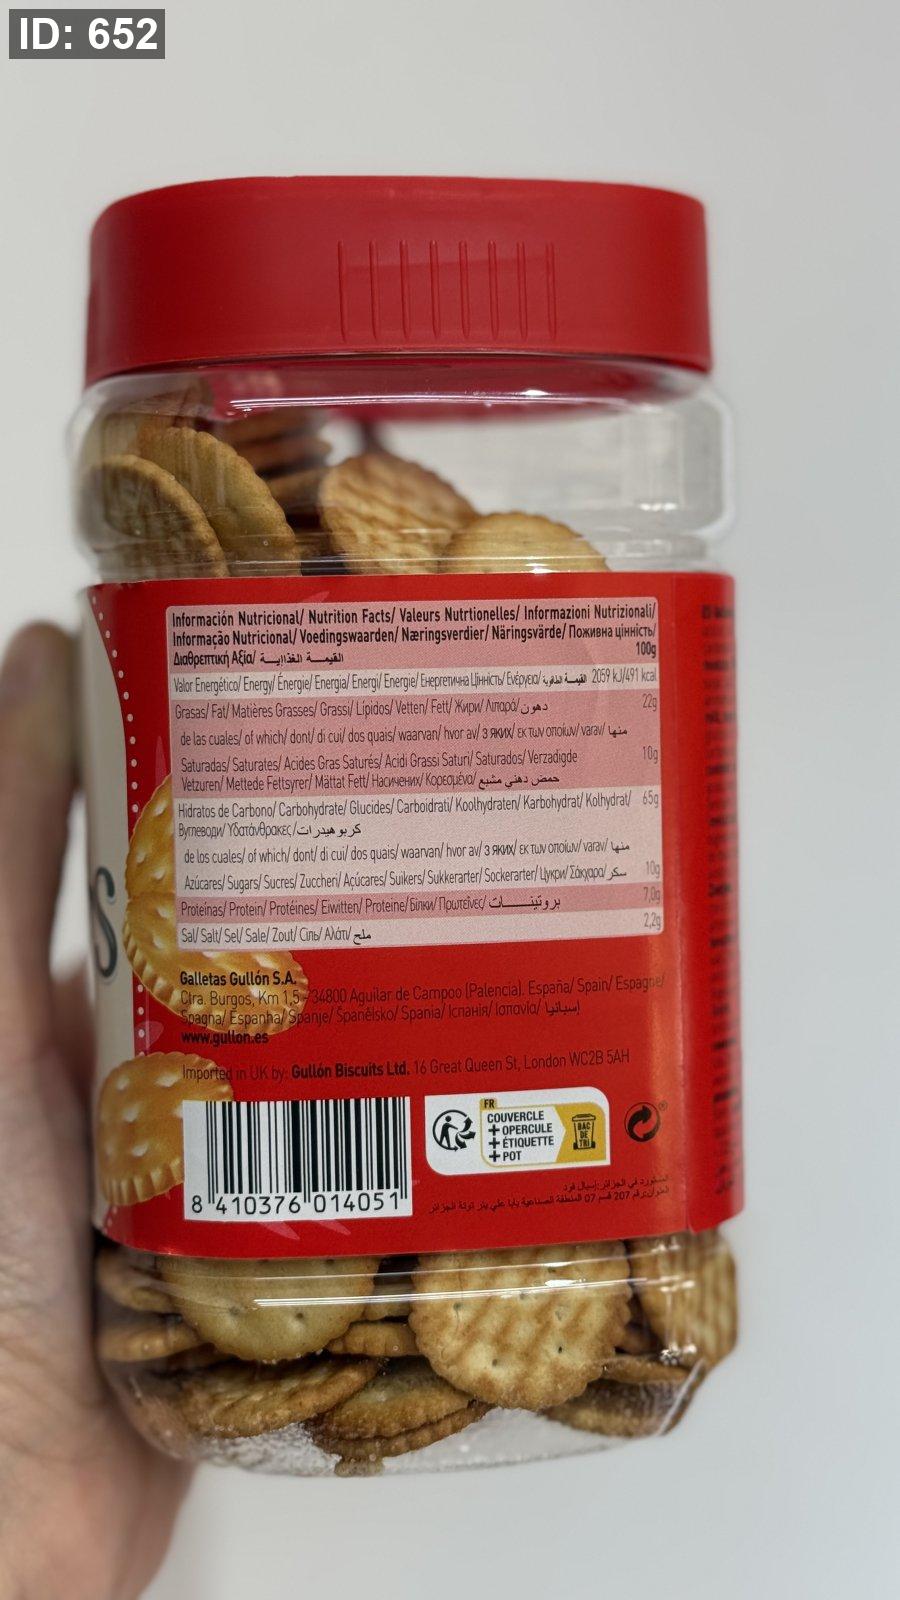 ID: 652
Información Nutricional/ Nutrition Facts/ Valeurs Nutrtionelles/ Informazioni Nutrizionali/
Informação Nutricional/ Voedingswaarden/ Næringsverdier/ Näringsvärde/ Поживна цінність/
Διαθρεπτική Αξία/ القيمـــة الغذايـــة 100g
Valor Energético/ Energy/ Énergie/ Energia/ Energi/ Energie/ Енергетична Цінність/ Ενέργεια/ القيمـــة الطاقوية 2059 kJ/491 kcal
Grasas/ Fat/ Matières Grasses/ Grassi/ Lípidos/ Vetten/ Fett/ Жири/ Λιπαρά/ دهون 22g
de las cuales/ of which/ dont/ di cui/ dos quais/ waarvan/ hvor av/ з яких/ εκ των οποίων/ varav/ منها
Saturadas/ Saturates/ Acides Gras Saturés/ Acidi Grassi Saturi/ Saturados/ Verzadigde 10g
Vetzuren/ Mettede Fettsyrer/ Mättat Fett/ Насичених/ Κορεσμένα/ حمض دهني مشبع
Hidratos de Carbono/ Carbohydrate/ Glucides/ Carboidrati/ Koolhydraten/ Karbohydrat/ Kolhydrat/ 65g
Вуглеводи/ Υδατάνθρακες/ كربوهيدرات
de los cuales/ of which/ dont/ di cui/ dos quais/ waarvan/ hvor av/ з яких/ εκ των οποίων/ varav/ منها
Azúcares/ Sugars/ Sucres/ Zuccheri/ Açúcares/ Suikers/ Sukkerarter/ Sockerarter/ Цукри/ Σάκχαρα/ سكر 10g
Proteínas/ Protein/ Protéines/ Eiwitten/ Proteine/ Білки/ Πρωτεΐνες/ بروتينـــــات 7,0g
Sal/ Salt/ Sel/ Sale/ Zout/ Сіль/ Αλάτι/ ملح 2,2g
Galletas Gullón S.A.
Ctra. Burgos, Km 1,5 - 34800 Aguilar de Campoo (Palencia). España/ Spain/ Espagne/
Spagna/ Espanha/ Spanje/ Španělsko/ Spania/ Іспанія/ Ισπανία/ إسبانيا
www.gullon.es
Imported in UK by: Gullón Biscuits Ltd. 16 Great Queen St, London WC2B 5AH
FR
COUVERCLE
+ OPERCULE
+ ÉTIQUETTE
+ POT
BAC
DE
TRI
8 410376 014051